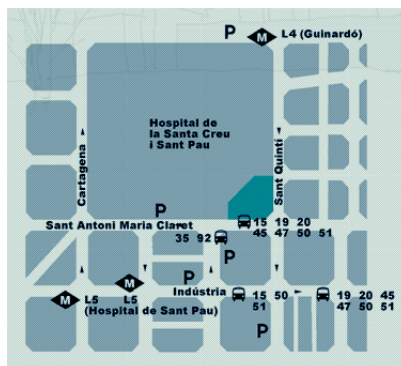 P
M L4 (Guinardó)
Hospital de
la Santa Creu
i Sant Pau
Cartagena
Sant Quintí
P
Sant Antoni Maria Claret
15 19 20
45 47 50 51
35 92
P
P
M
M L5
L5
(Hospital de Sant Pau)
Indústria
15 50
51
19 20 45
47 50 51
P